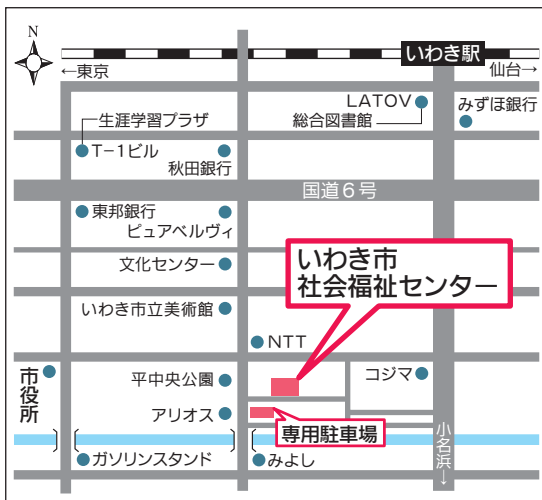 N
いわき駅
←東京
仙台→
LATOV
みずほ銀行
生涯学習プラザ
総合図書館
T-1ビル
秋田銀行
国道6号
東邦銀行
ピュアベルヴィ
いわき市
社会福祉センター
文化センター
いわき市立美術館
NTT
市役所
平中央公園
コジマ
アリオス
専用駐車場
小名浜→
ガソリンスタンド
みよし